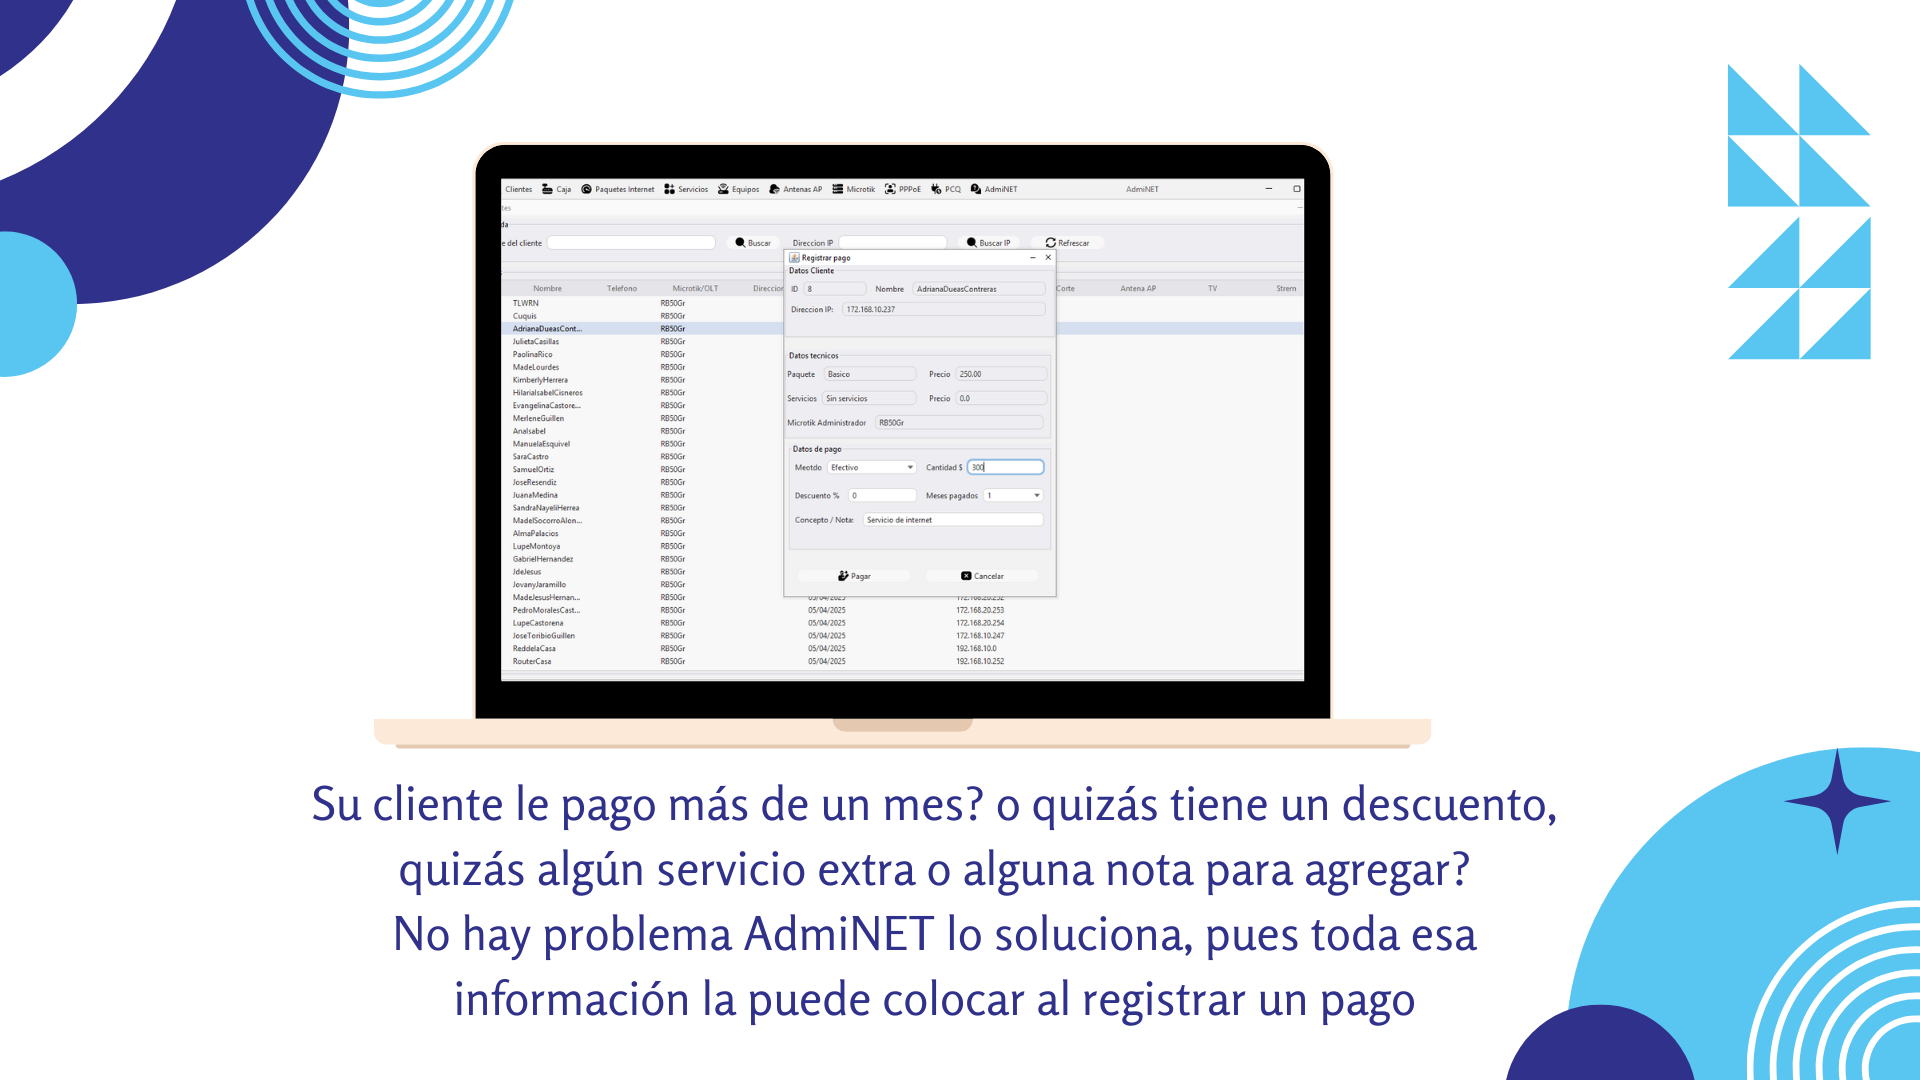 Clientes Caja Paquetes Internet Servicios Equipos Antenas AP Microtik PPPoE PCQ AdmiNET AdmiNET
tes
da
e del cliente Buscar Direccion IP Buscar IP Refrescar
Registrar pago
Datos Cliente
ID 8 Nombre AdrianaDueasContreras
Direccion IP: 172.168.10.237
Datos tecnicos
Paquete Basico Precio 250.00
Servicios Sin servicios Precio 0.0
Microtik Administrador RB50Gr
Datos de pago
Meotdo Efectivo Cantidad $ 300
Descuento % 0 Meses pagados 1
Concepto / Nota: Servicio de internet
Pagar Cancelar
Nombre Telefono Microtik/OLT Direccion Corte Antena AP TV Strem
TLWRN RB50Gr
Cuquis RB50Gr
AdrianaDueasCont... RB50Gr
JulietaCasillas RB50Gr
PaolinaRico RB50Gr
MadeLourdes RB50Gr
KimberlyHerrera RB50Gr
HilariaIsabelCisneros RB50Gr
EvangelinaCastore... RB50Gr
MerleneGuillen RB50Gr
AnaIsabel RB50Gr
ManuelaEsquivel RB50Gr
SaraCastro RB50Gr
SamuelOrtiz RB50Gr
JoseResendiz RB50Gr
JuanaMedina RB50Gr
SandraNayeliHerrea RB50Gr
MadelSocorroAlon... RB50Gr
AlmaPalacios RB50Gr
LupeMontoya RB50Gr
GabrielHernandez RB50Gr
JdeJesus RB50Gr
JovanyJaramillo RB50Gr
MadeJesusHernan... RB50Gr 05/04/2025 172.168.20.252
PedroMoralesCast... RB50Gr 05/04/2025 172.168.20.253
LupeCastorena RB50Gr 05/04/2025 172.168.20.254
JoseToribioGuillen RB50Gr 05/04/2025 172.168.10.247
ReddelaCasa RB50Gr 05/04/2025 192.168.10.0
RouterCasa RB50Gr 05/04/2025 192.168.10.252
Su cliente le pago más de un mes? o quizás tiene un descuento,
quizás algún servicio extra o alguna nota para agregar?
No hay problema AdmiNET lo soluciona, pues toda esa
información la puede colocar al registrar un pago